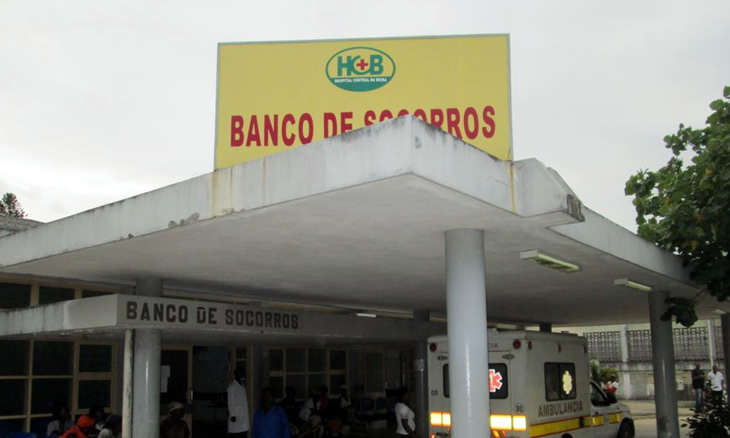 HCB
HOSPITAL CENTRAL DA BEIRA
BANCO DE SOCORROS
BANCO DE SOCORROS
AMBULANCIA